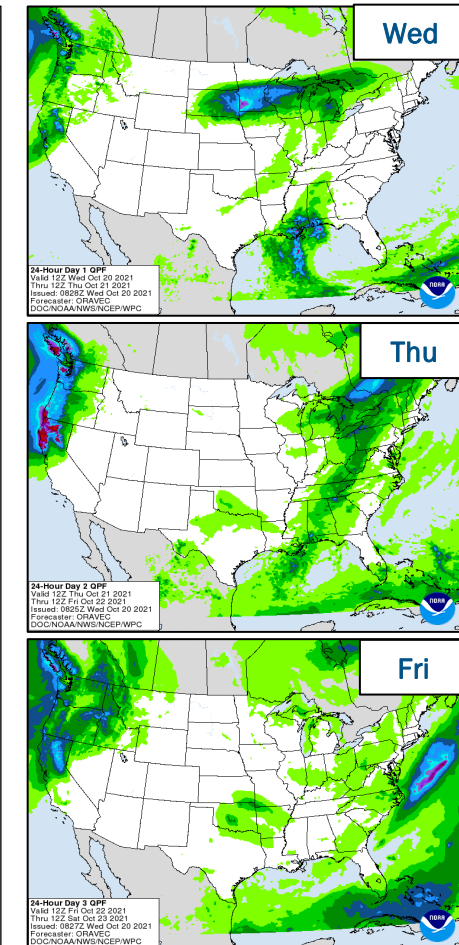 Wed
24-Hour Day 1 QPF
Valid 12Z Wed Oct 20 2021
Thru 12Z Thu Oct 21 2021
Issued: 0828Z Wed Oct 20 2021
Forecaster: ORAVEC
DOC/NOAA/NWS/NCEP/WPC
NOAA
Thu
24-Hour Day 2 QPF
Valid 12Z Thu Oct 21 2021
Thru 12Z Fri Oct 22 2021
Issued: 0825Z Wed Oct 20 2021
Forecaster: ORAVEC
DOC/NOAA/NWS/NCEP/WPC
NOAA
Fri
24-Hour Day 3 QPF
Valid 12Z Fri Oct 22 2021
Thru 12Z Sat Oct 23 2021
Issued: 0827Z Wed Oct 20 2021
Forecaster: ORAVEC
DOC/NOAA/NWS/NCEP/WPC
NOAA